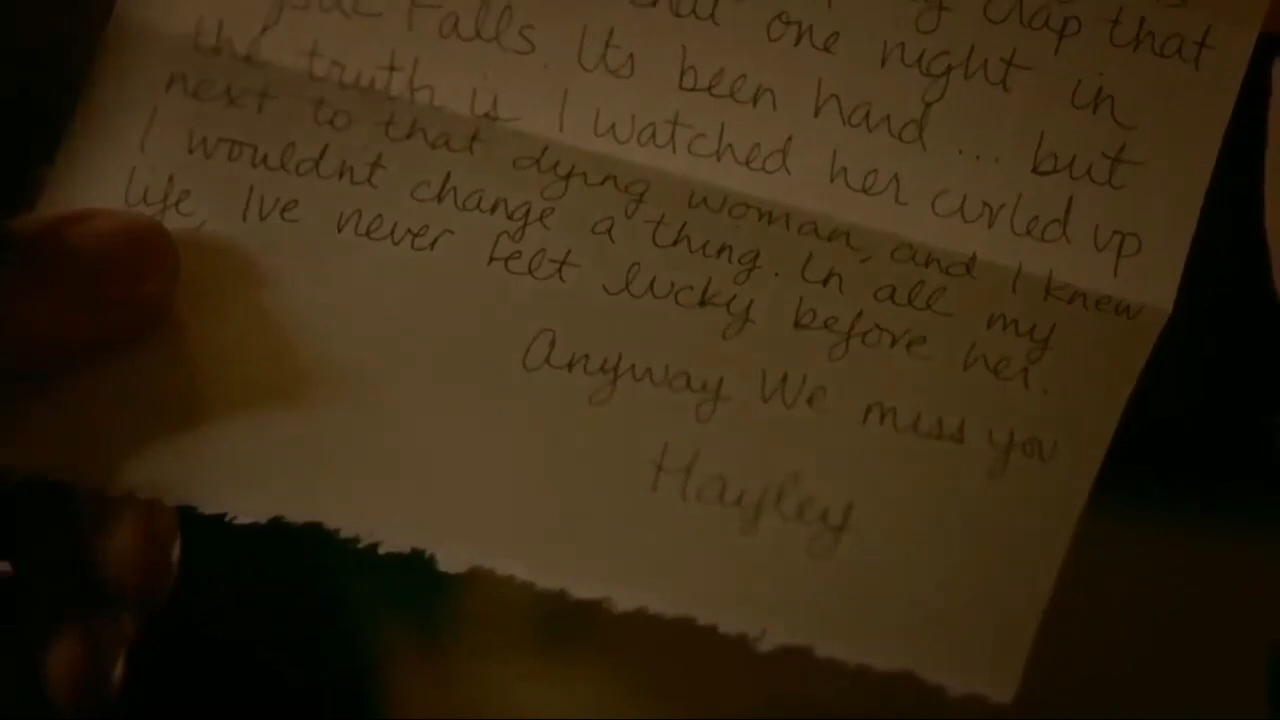 clap that
one night in
Falls. Its been hard ... but
the truth is I watched her curled up
next to that dying woman, and I knew
I wouldnt change a thing. In all my
life, Ive never felt lucky before her.
Anyway We miss you
Hayley